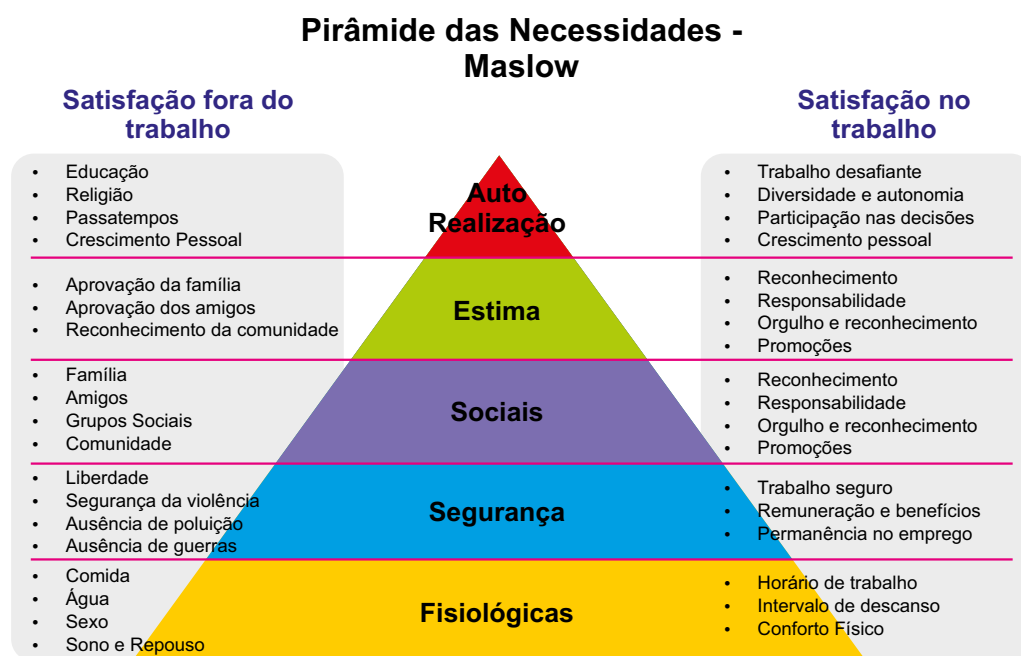 Pirâmide das Necessidades -
Maslow
Satisfação fora do
trabalho
Satisfação no
trabalho
• Educação
• Religião
• Passatempos
• Crescimento Pessoal
Auto
Realização
• Trabalho desafiante
• Diversidade e autonomia
• Participação nas decisões
• Crescimento pessoal
• Aprovação da família
• Aprovação dos amigos
• Reconhecimento da comunidade
Estima
• Reconhecimento
• Responsabilidade
• Orgulho e reconhecimento
• Promoções
• Família
• Amigos
• Grupos Sociais
• Comunidade
Sociais
• Reconhecimento
• Responsabilidade
• Orgulho e reconhecimento
• Promoções
• Liberdade
• Segurança da violência
• Ausência de poluição
• Ausência de guerras
Segurança
• Trabalho seguro
• Remuneração e benefícios
• Permanência no emprego
• Comida
• Água
• Sexo
• Sono e Repouso
Fisiológicas
• Horário de trabalho
• Intervalo de descanso
• Conforto Físico